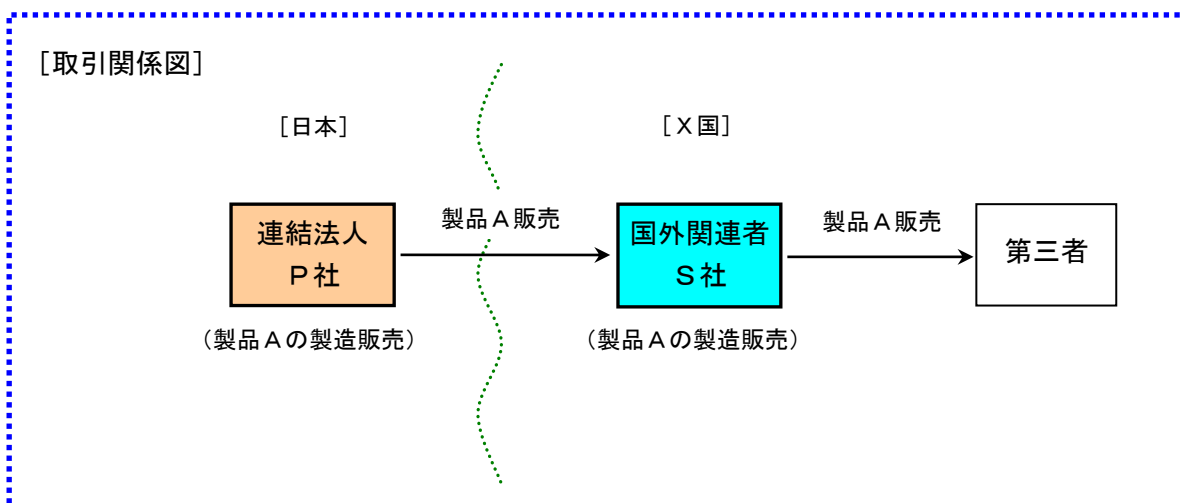 ［取引関係図］
［日本］
［Ｘ国］
連結法人
Ｐ社
製品Ａ販売
国外関連者
Ｓ社
製品Ａ販売
第三者
（製品Ａの製造販売）
（製品Ａの製造販売）